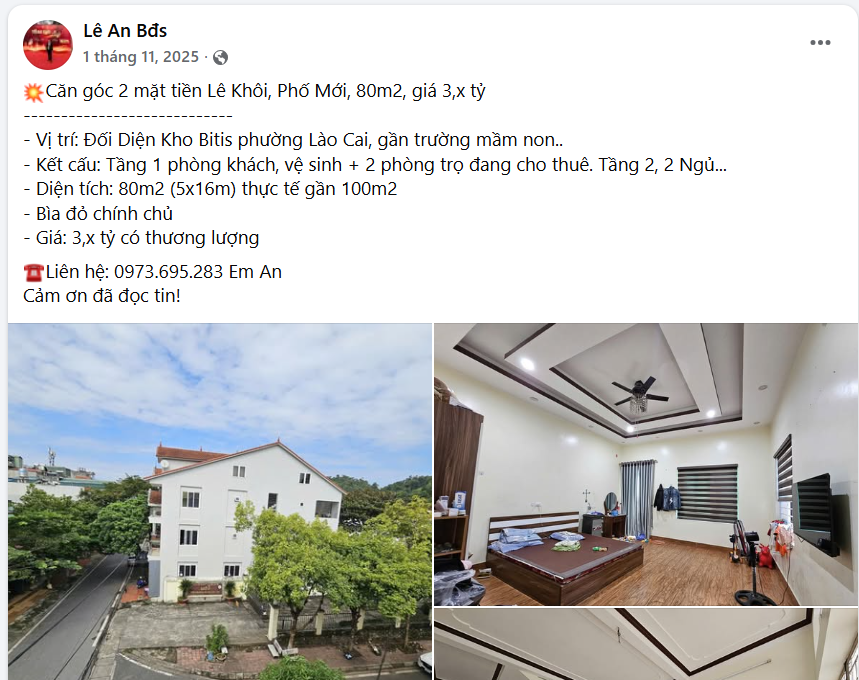 Lê An Bđs
1 tháng 11, 2025 ·
💥Căn góc 2 mặt tiền Lê Khôi, Phố Mới, 80m2, giá 3,x tỷ
----------------------------
- Vị trí: Đối Diện Kho Bitis phường Lào Cai, gần trường mầm non..
- Kết cấu: Tầng 1 phòng khách, vệ sinh + 2 phòng trọ đang cho thuê. Tầng 2, 2 Ngủ...
- Diện tích: 80m2 (5x16m) thực tế gần 100m2
- Bìa đỏ chính chủ
- Giá: 3,x tỷ có thương lượng
☎️Liên hệ: 0973.695.283 Em An
Cảm ơn đã đọc tin!